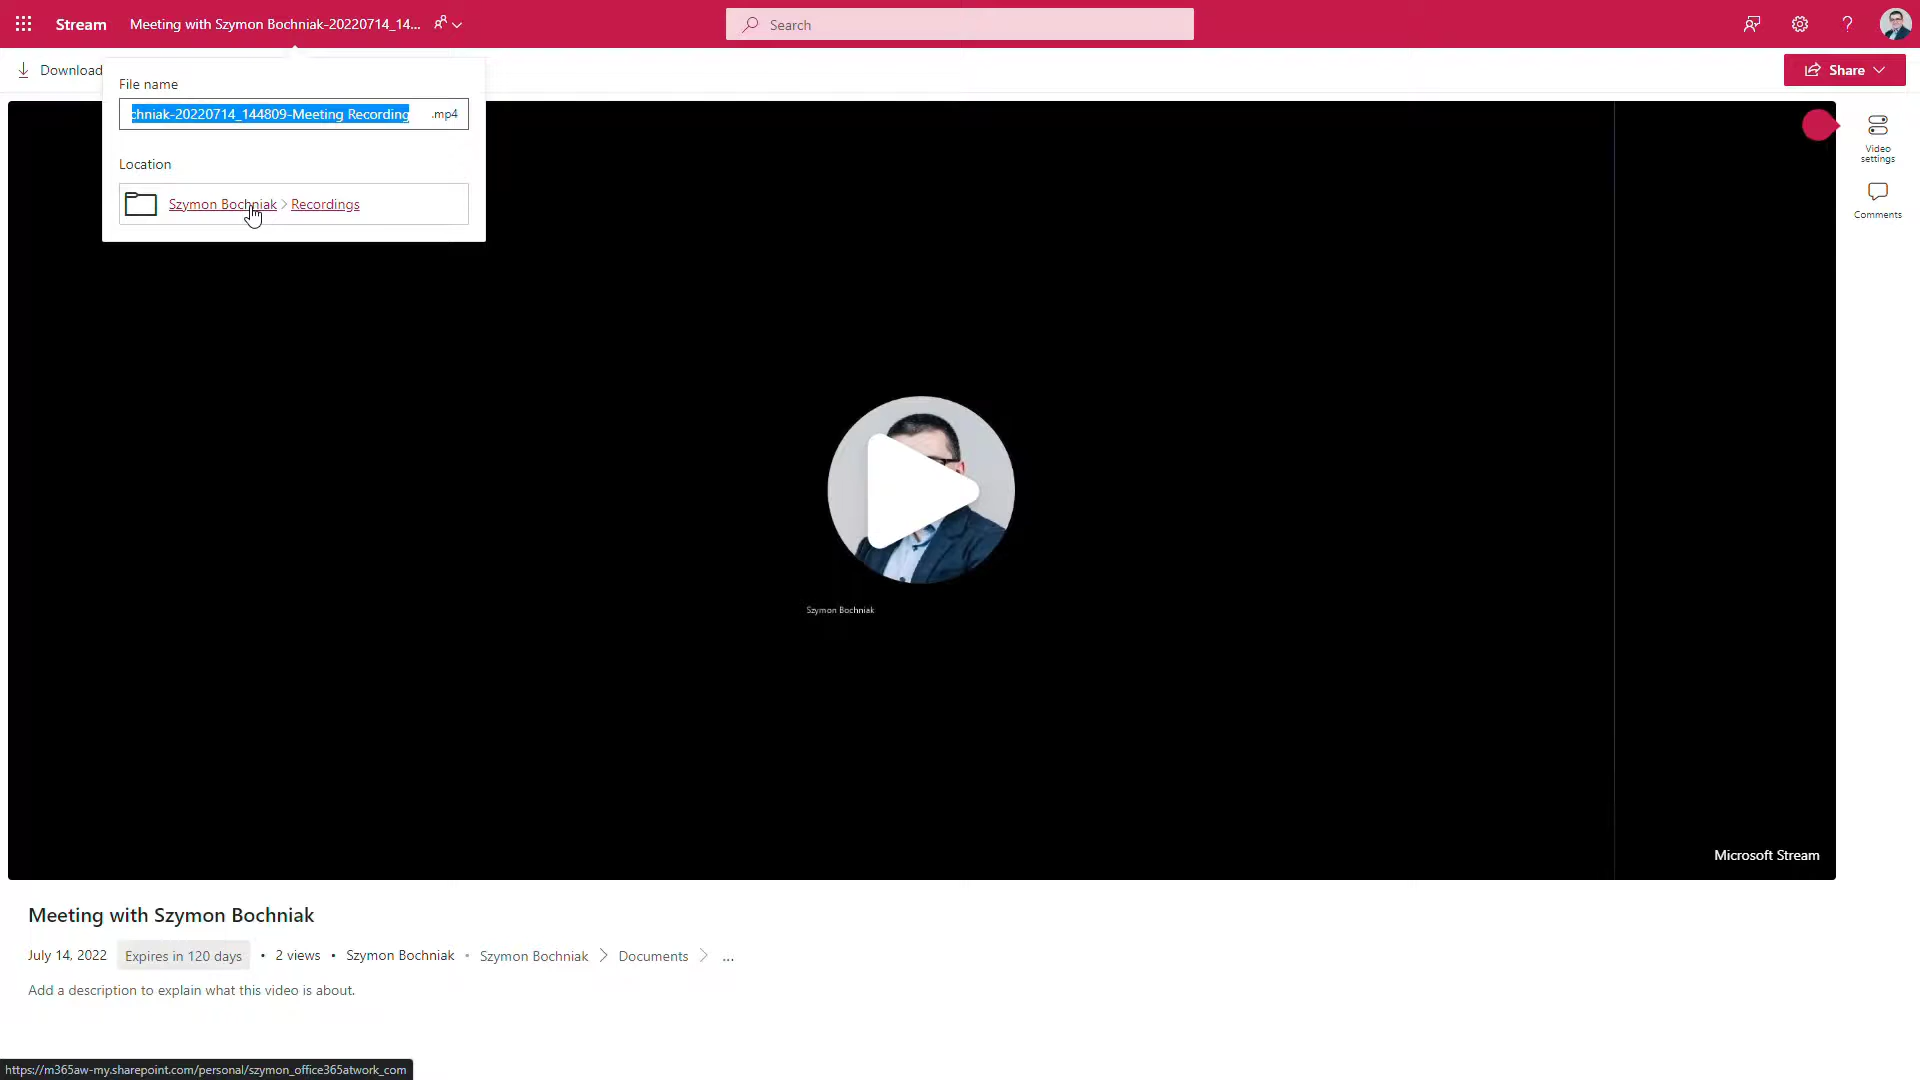 Stream
Meeting with Szymon Bochniak-20220714_14...
Search
Download
Share
File name
chniak-20220714_144809-Meeting Recording .mp4
Location
Szymon Bochniak > Recordings
Video
settings
Comments
Szymon Bochniak
Microsoft Stream
Meeting with Szymon Bochniak
July 14, 2022 Expires in 120 days • 2 views • Szymon Bochniak • Szymon Bochniak > Documents > ...
Add a description to explain what this video is about.
https://m365aw-my.sharepoint.com/personal/szymon_office365atwork_com